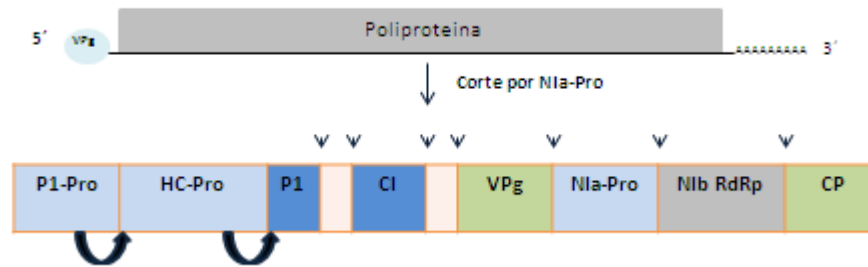 5´ VPg Poliproteina AAAAAAAAA 3´
Corte por NIa-Pro
P1-Pro HC-Pro P1 CI VPg NIa-Pro NIb RdRp CP